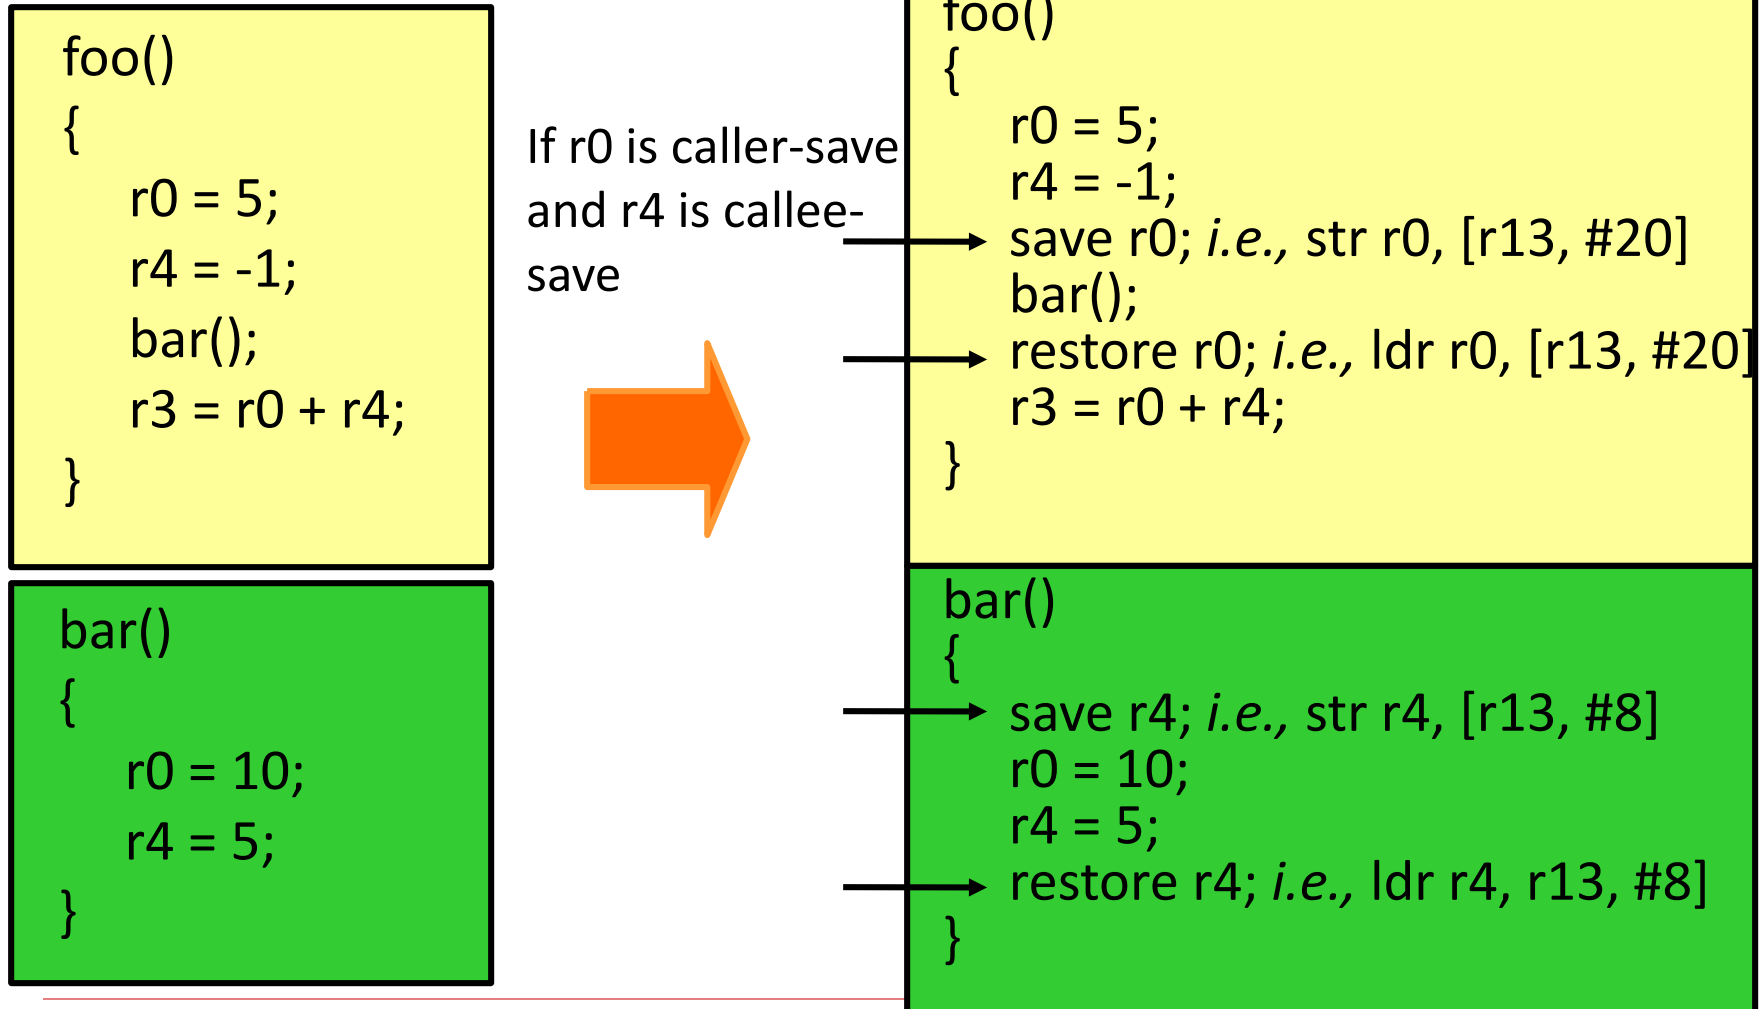 foo()
{
r0 = 5;
r4 = -1;
bar();
r3 = r0 + r4;
}
bar()
{
r0 = 10;
r4 = 5;
}
If r0 is caller-save
and r4 is callee-
save
foo()
{
r0 = 5;
r4 = -1;
save r0; i.e., str r0, [r13, #20]
bar();
restore r0; i.e., ldr r0, [r13, #20]
r3 = r0 + r4;
}
bar()
{
save r4; i.e., str r4, [r13, #8]
r0 = 10;
r4 = 5;
restore r4; i.e., ldr r4, r13, #8]
}